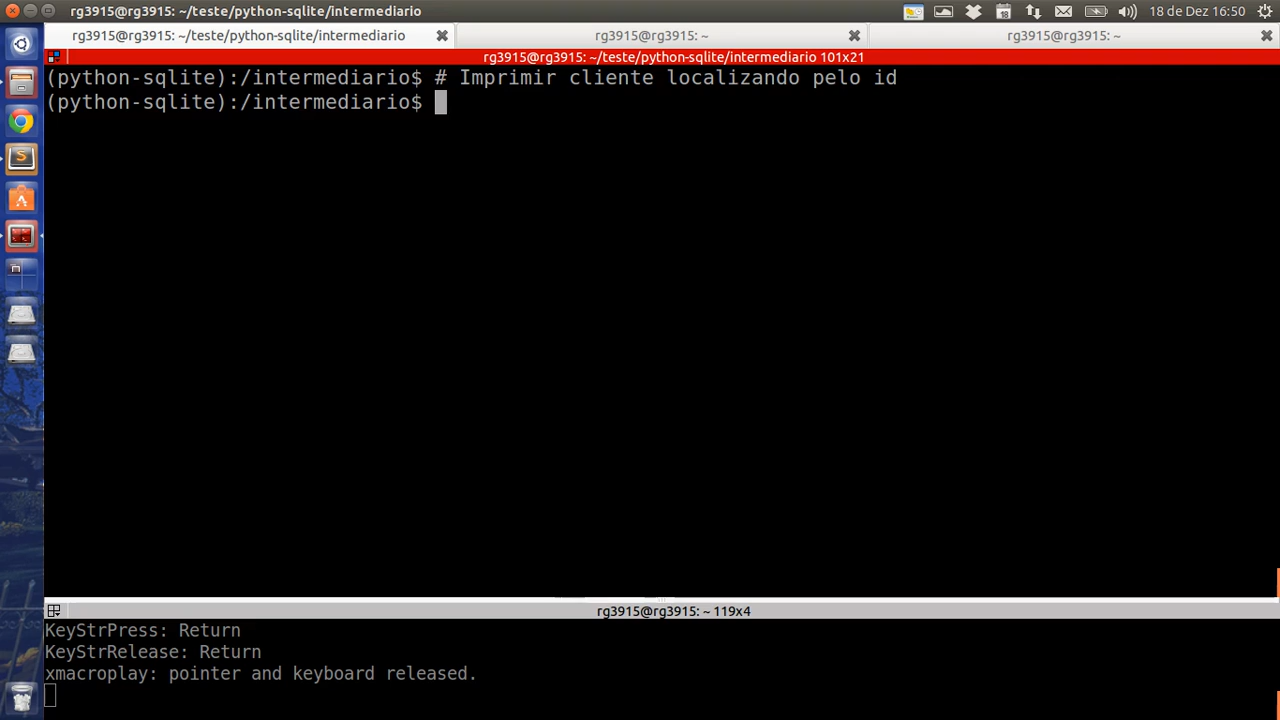 rg3915@rg3915: ~/teste/python-sqlite/intermediario
18 de Dez 16:50
rg3915@rg3915: ~/teste/python-sqlite/intermediario
rg3915@rg3915: ~
rg3915@rg3915: ~
rg3915@rg3915: ~/teste/python-sqlite/intermediario 101x21
(python-sqlite):/intermediario$ # Imprimir cliente localizando pelo id
(python-sqlite):/intermediario$
rg3915@rg3915: ~ 119x4
KeyStrPress: Return
KeyStrRelease: Return
xmacroplay: pointer and keyboard released.